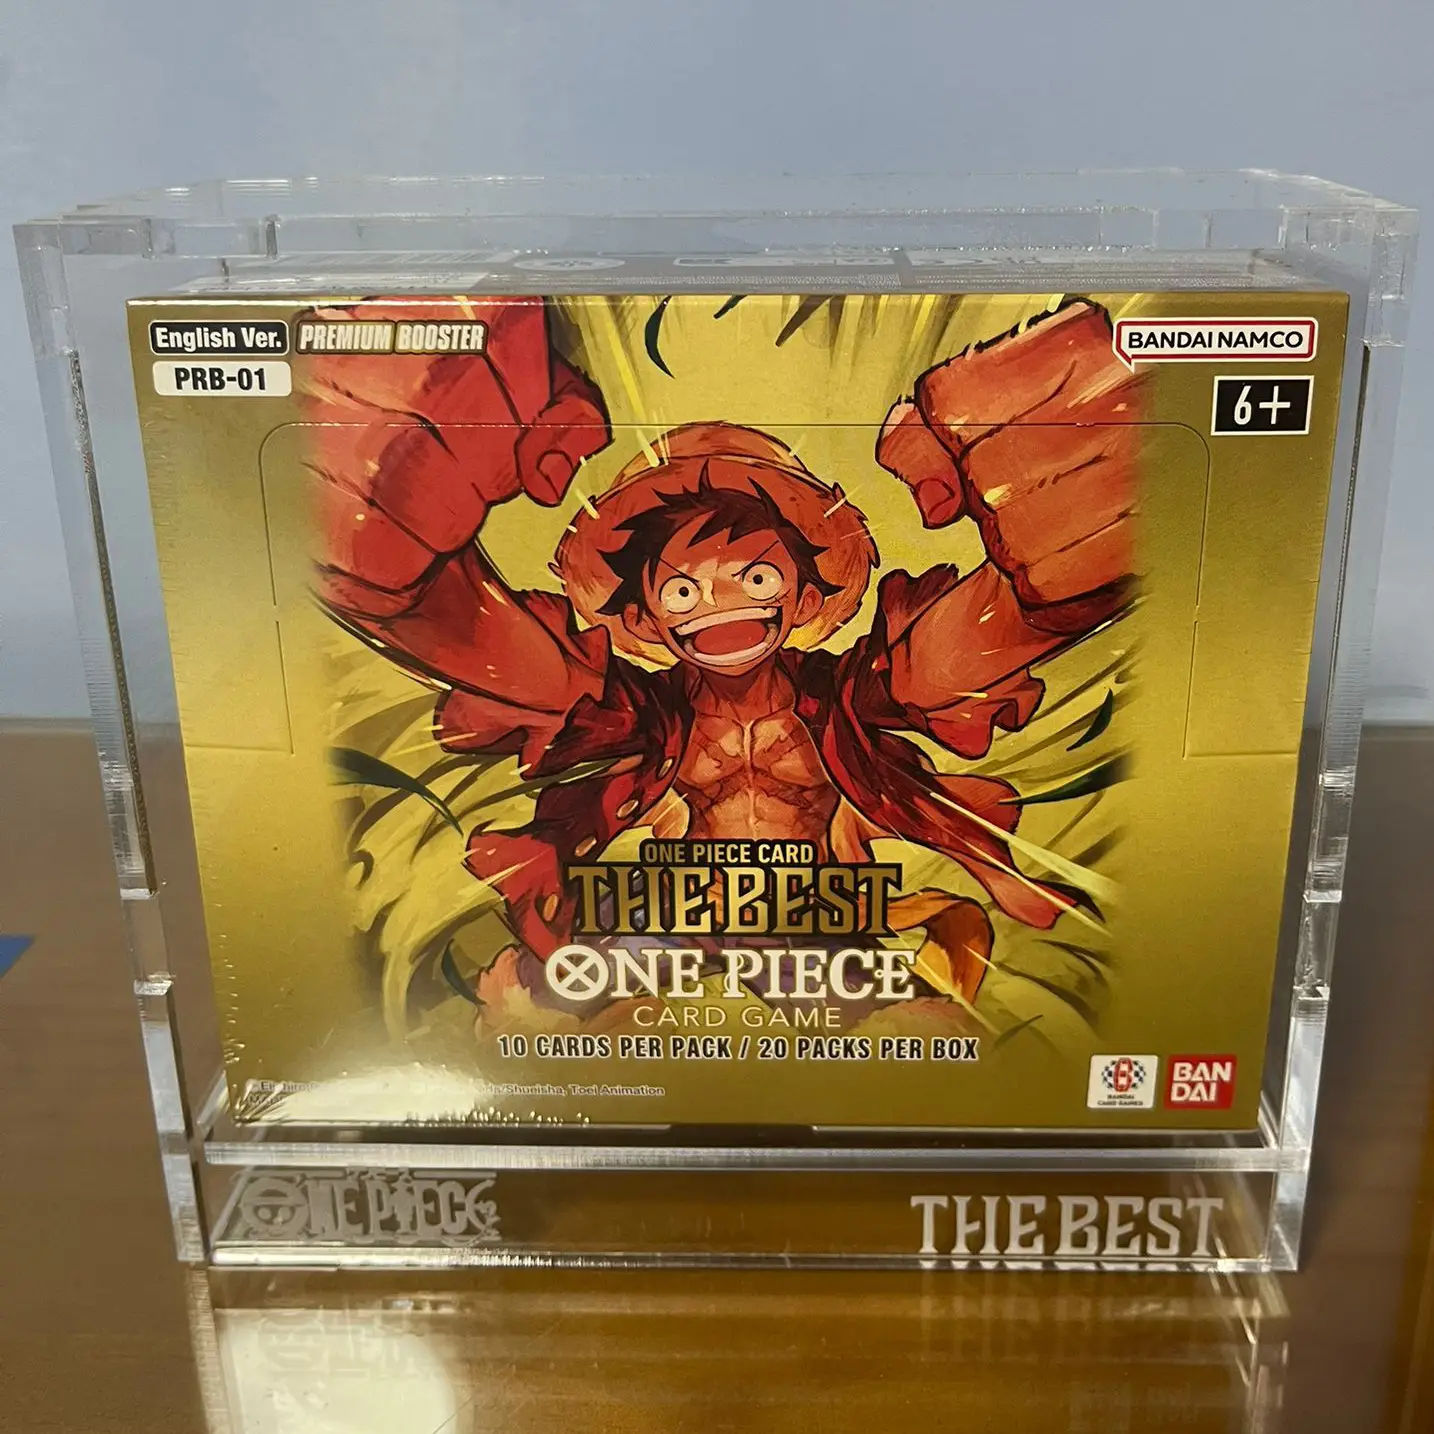 English Ver.
PREMIUM BOOSTER
PRB-01
BANDAI NAMCO
6+
ONE PIECE CARD
THE BEST
ONE PIECE
CARD GAME
10 CARDS PER PACK / 20 PACKS PER BOX
/Shueisha, Toei Animation
BANDAI
CARD GAMES
BAN
DAI
ONE PIECE
THE BEST